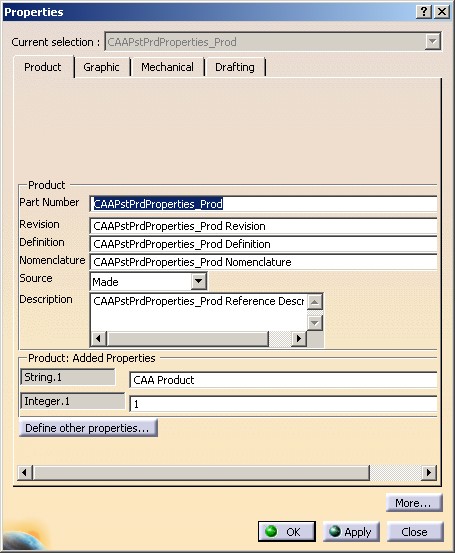 Properties
Current selection : CAAPstPrdProperties_Prod
Product Graphic Mechanical Drafting
Product
Part Number CAAPstPrdProperties_Prod
Revision CAAPstPrdProperties_Prod Revision
Definition CAAPstPrdProperties_Prod Definition
Nomenclature CAAPstPrdProperties_Prod Nomenclature
Source Made
Description CAAPstPrdProperties_Prod Reference Descr
Product: Added Properties
String.1 CAA Product
Integer.1 1
Define other properties...
More...
OK Apply Close